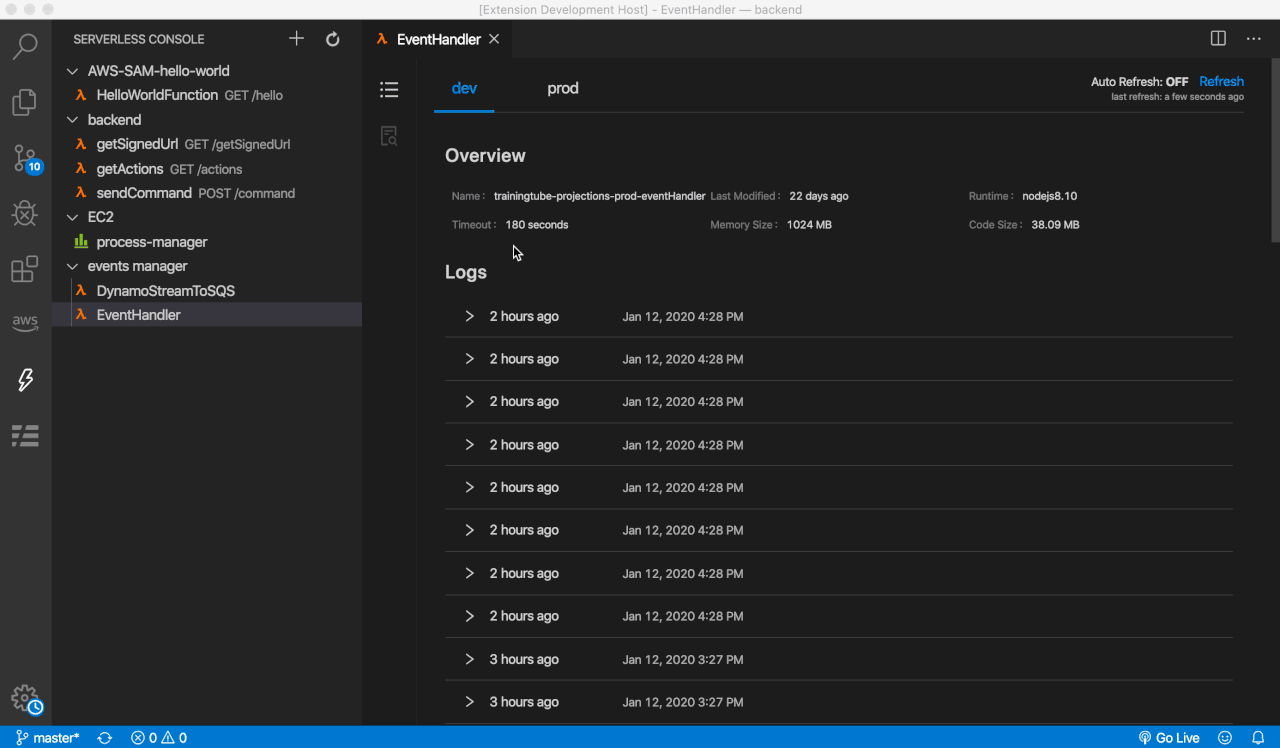 [Extension Development Host] - EventHandler — backend
SERVERLESS CONSOLE
AWS-SAM-hello-world
HelloWorldFunction GET /hello
backend
getSignedUrl GET /getSignedUrl
getActions GET /actions
sendCommand POST /command
EC2
process-manager
events manager
DynamoStreamToSQS
EventHandler
10
aws
EventHandler
dev prod
Auto Refresh: OFF Refresh
last refresh: a few seconds ago
Overview
Name : trainingtube-projections-prod-eventHandler Last Modified : 22 days ago Runtime : nodejs8.10
Timeout : 180 seconds Memory Size : 1024 MB Code Size : 38.09 MB
Logs
2 hours ago Jan 12, 2020 4:28 PM
2 hours ago Jan 12, 2020 4:28 PM
2 hours ago Jan 12, 2020 4:28 PM
2 hours ago Jan 12, 2020 4:28 PM
2 hours ago Jan 12, 2020 4:28 PM
2 hours ago Jan 12, 2020 4:28 PM
2 hours ago Jan 12, 2020 4:28 PM
2 hours ago Jan 12, 2020 4:28 PM
3 hours ago Jan 12, 2020 3:27 PM
3 hours ago Jan 12, 2020 3:27 PM
master* 0 0 Go Live